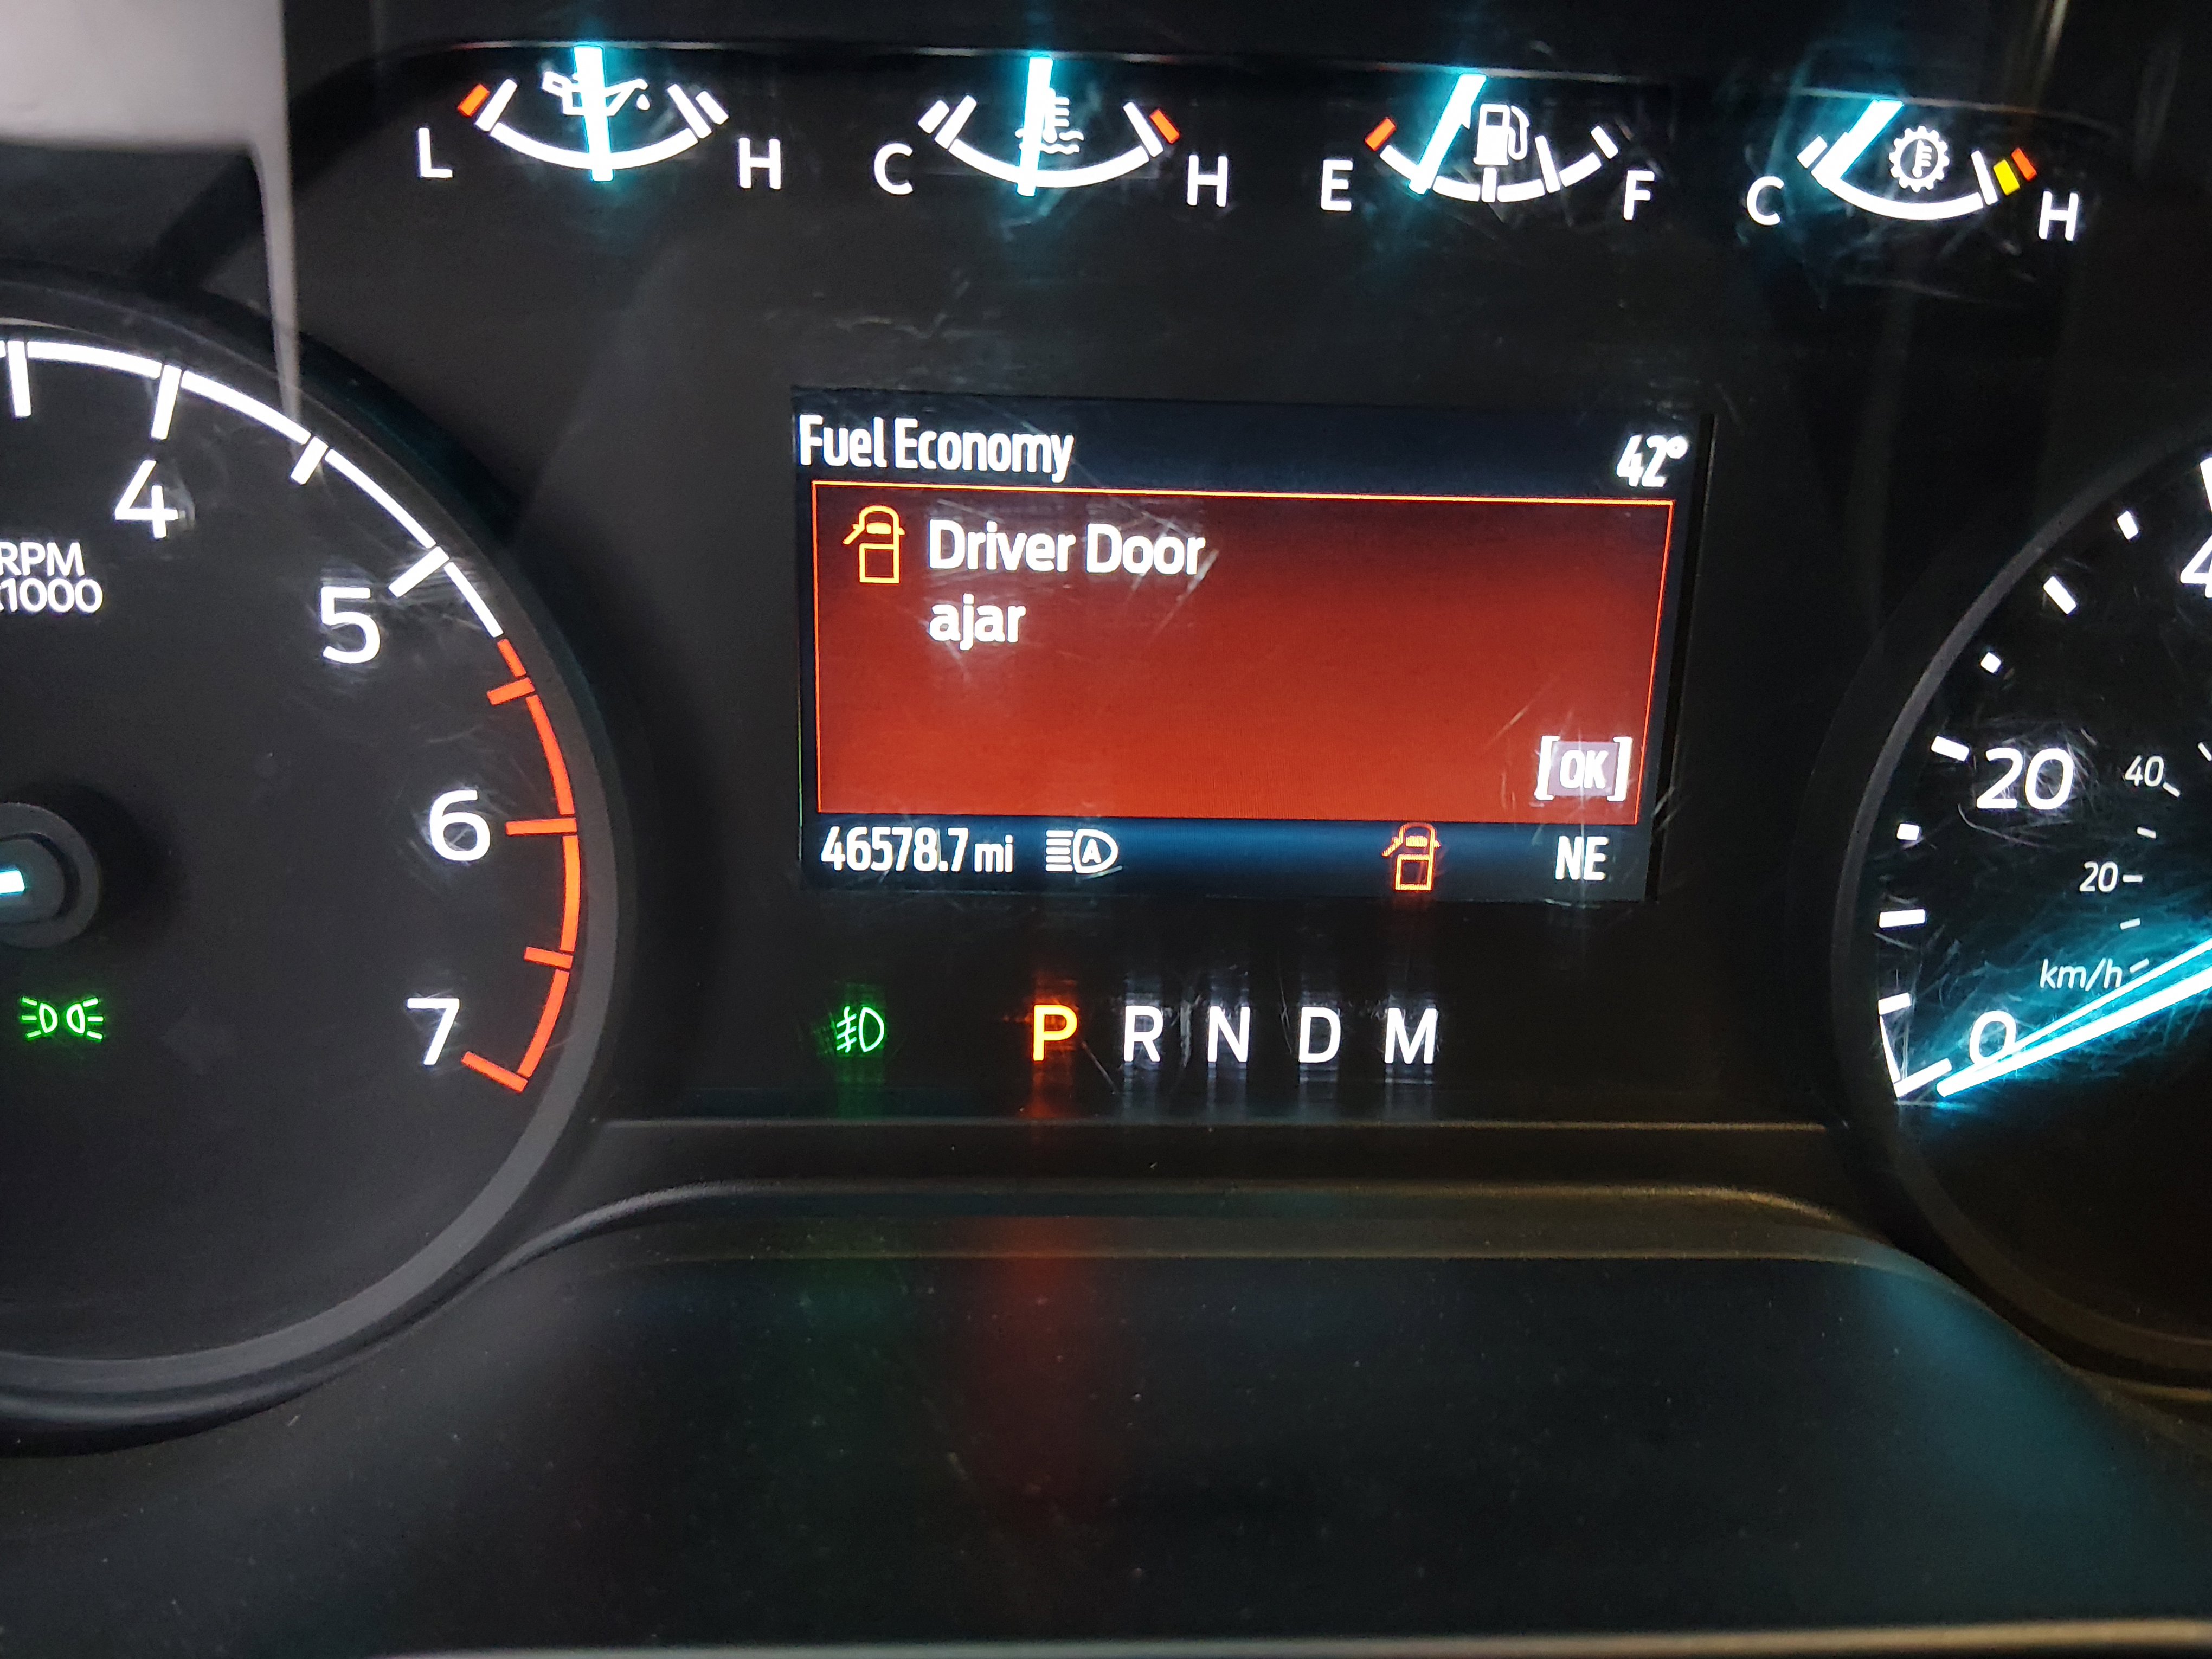 L H C H E F C H
4
RPM
x1000
5
6
7
Fuel Economy 42°
Driver Door
ajar
[OK]
46578.7 mi A NE
P R N D M
20
40
20
km/h
0